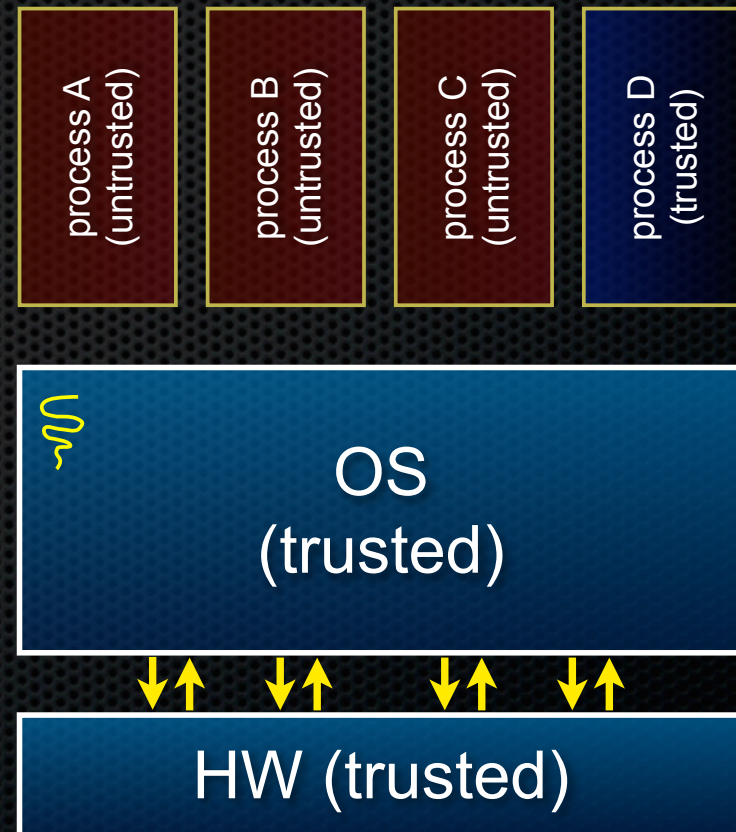 process A
(untrusted)
process B
(untrusted)
process C
(untrusted)
process D
(trusted)
OS
(trusted)
HW (trusted)